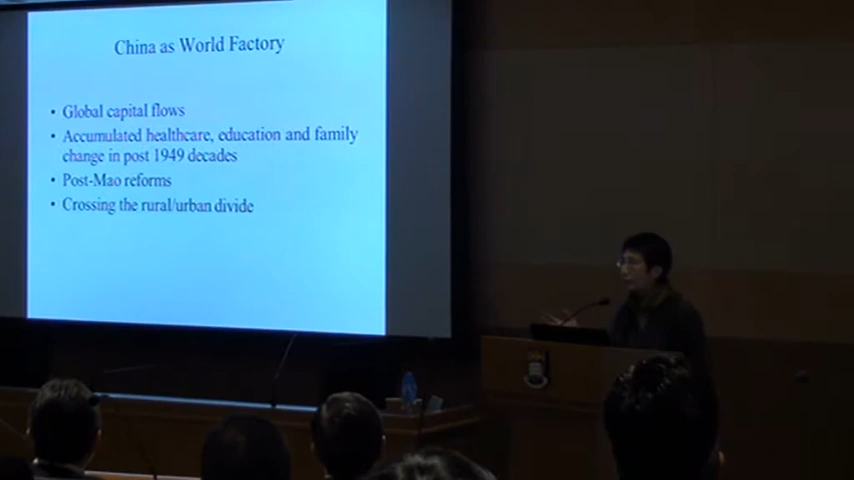 China as World Factory
• Global capital flows
• Accumulated healthcare, education and family
change in post 1949 decades
• Post-Mao reforms
• Crossing the rural/urban divide